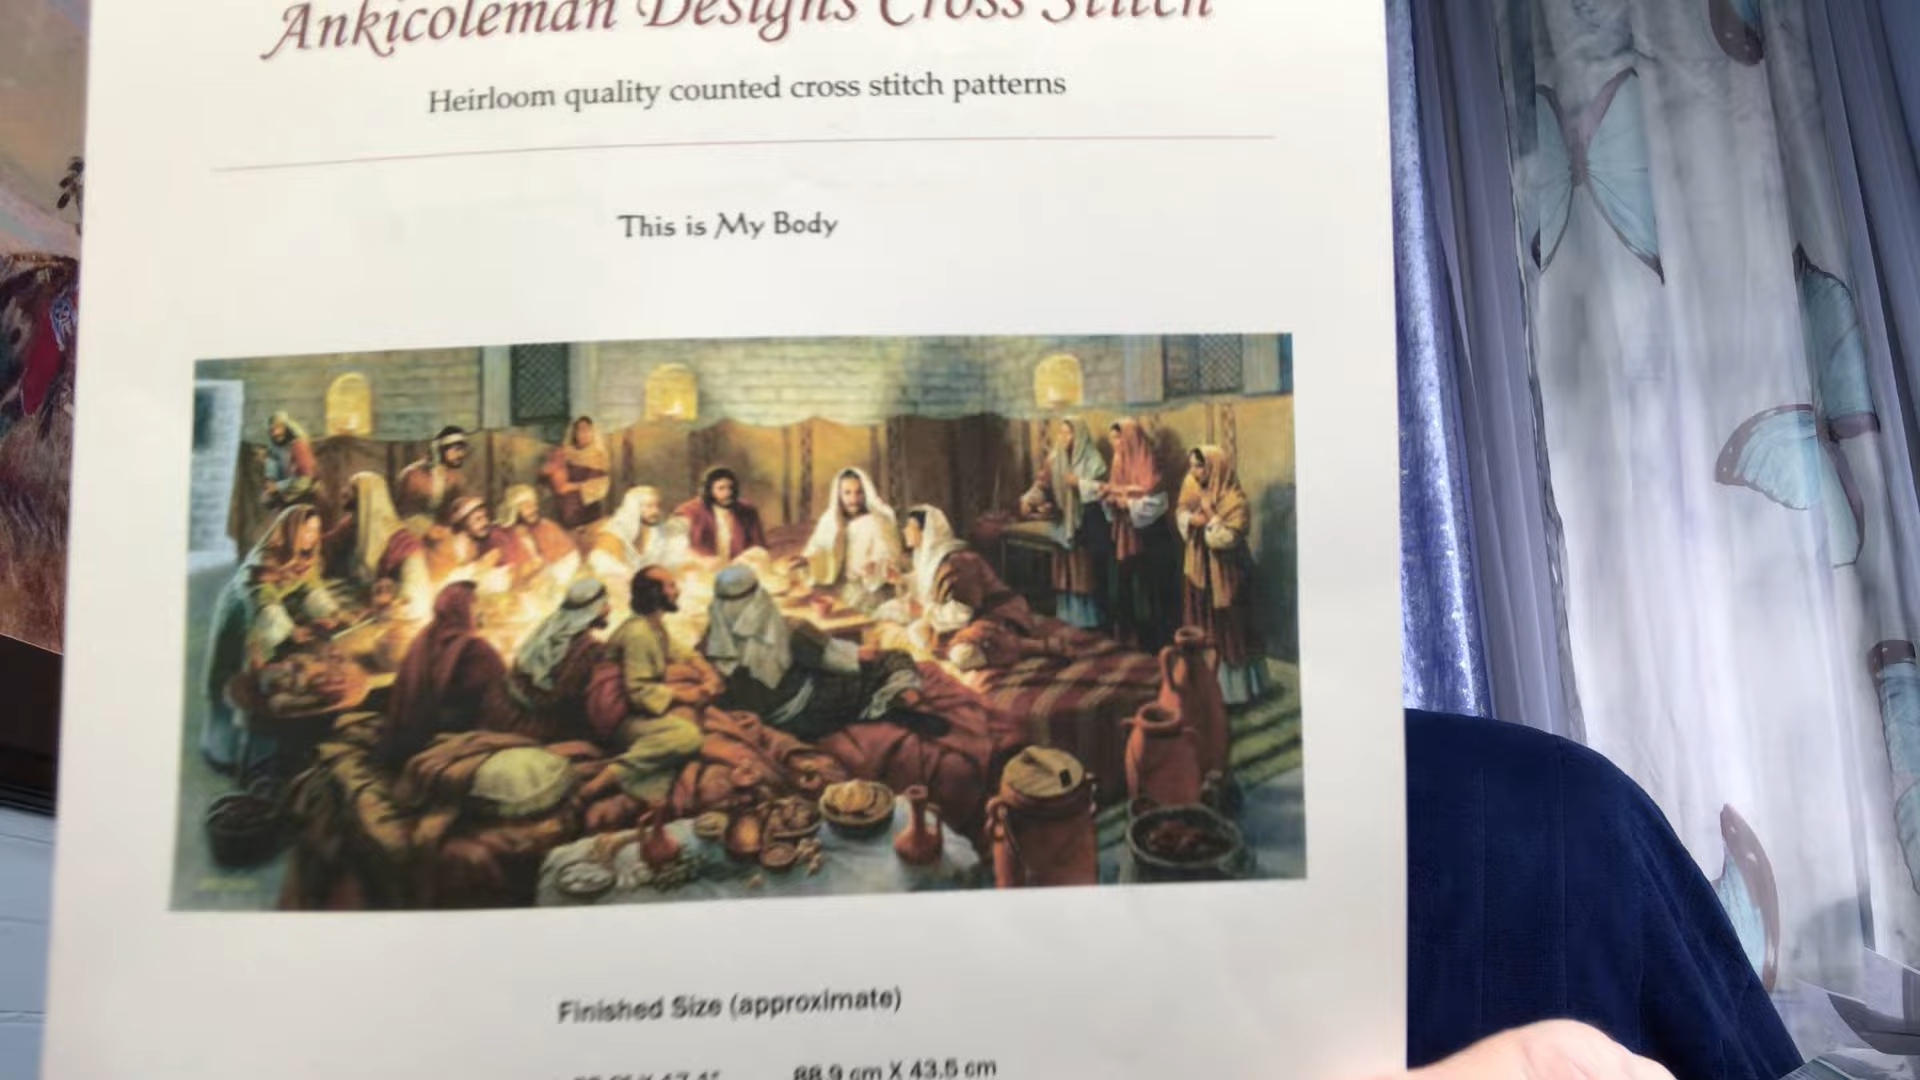 Ankicoleman Designs Cross Stitch
Heirloom quality counted cross stitch patterns
This is My Body
Finished Size (approximate)
88.9 cm X 43.5 cm